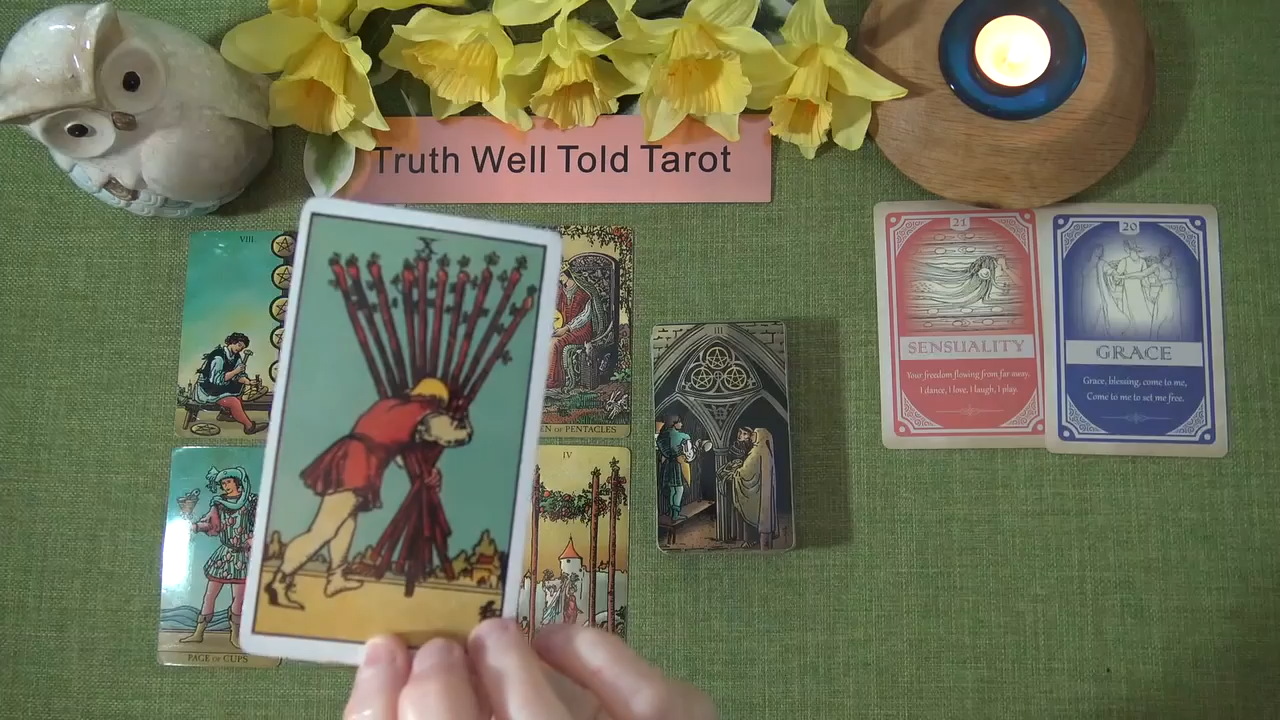 Truth Well Told Tarot
21
SENSUALITY
Your freedom flowing from far away.
I dance, I love, I laugh, I play.
20
GRACE
Grace, blessing, come to me,
Come to me to set me free.
VIII
X
EN OF PENTACLES
III
IV
PAGE OF CUPS